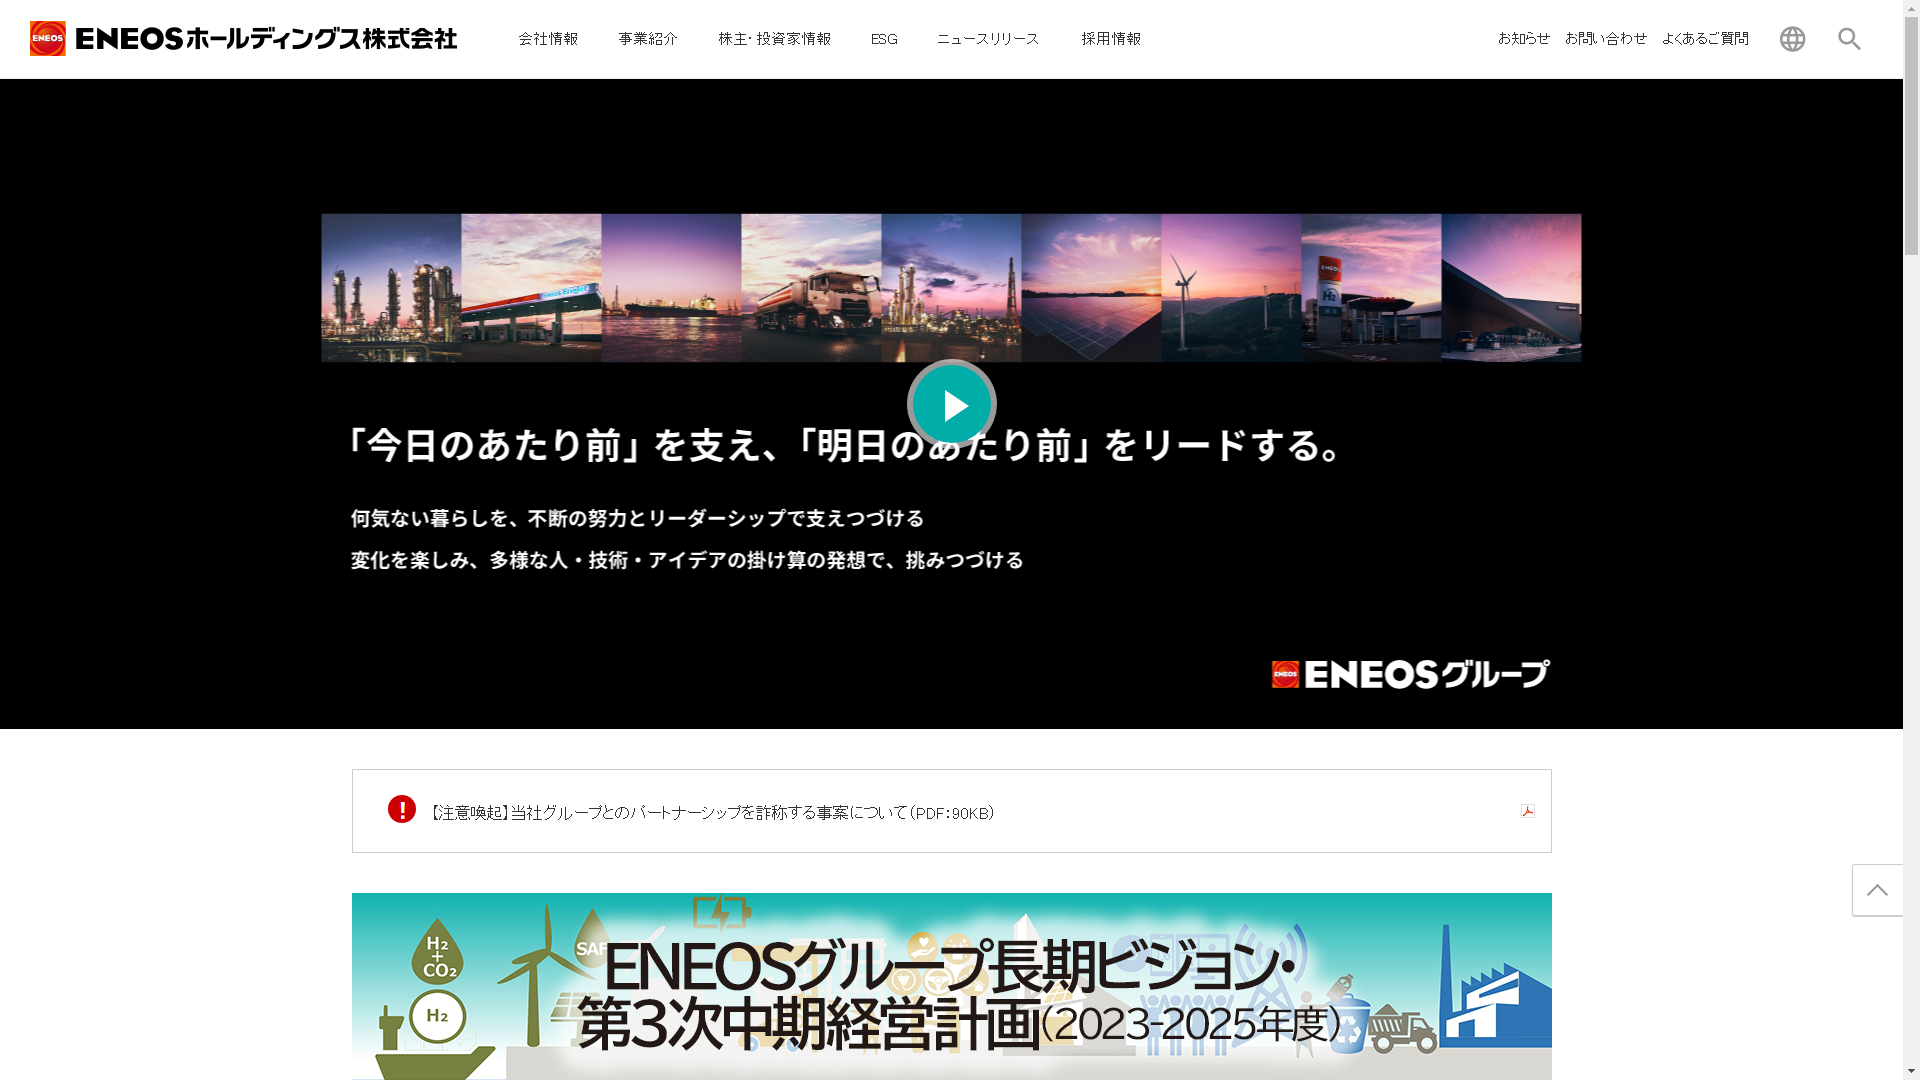 ENEOS ENEOSホールディングス株式会社 会社情報 事業紹介 株主・投資家情報 ESG ニュースリリース 採用情報 お知らせ お問い合わせ よくあるご質問
ENEOS
H2
「今日のあたり前」を支え、「明日のあたり前」をリードする。
何気ない暮らしを、不断の努力とリーダーシップで支えつづける
変化を楽しみ、多様な人・技術・アイデアの掛け算の発想で、挑みつづける
ENEOS ENEOSグループ
【注意喚起】当社グループとのパートナーシップを詐称する事案について(PDF:90KB)
H2
+
CO2
SAF
ENEOSグループ長期ビジョン・
第3次中期経営計画(2023-2025年度)
H2